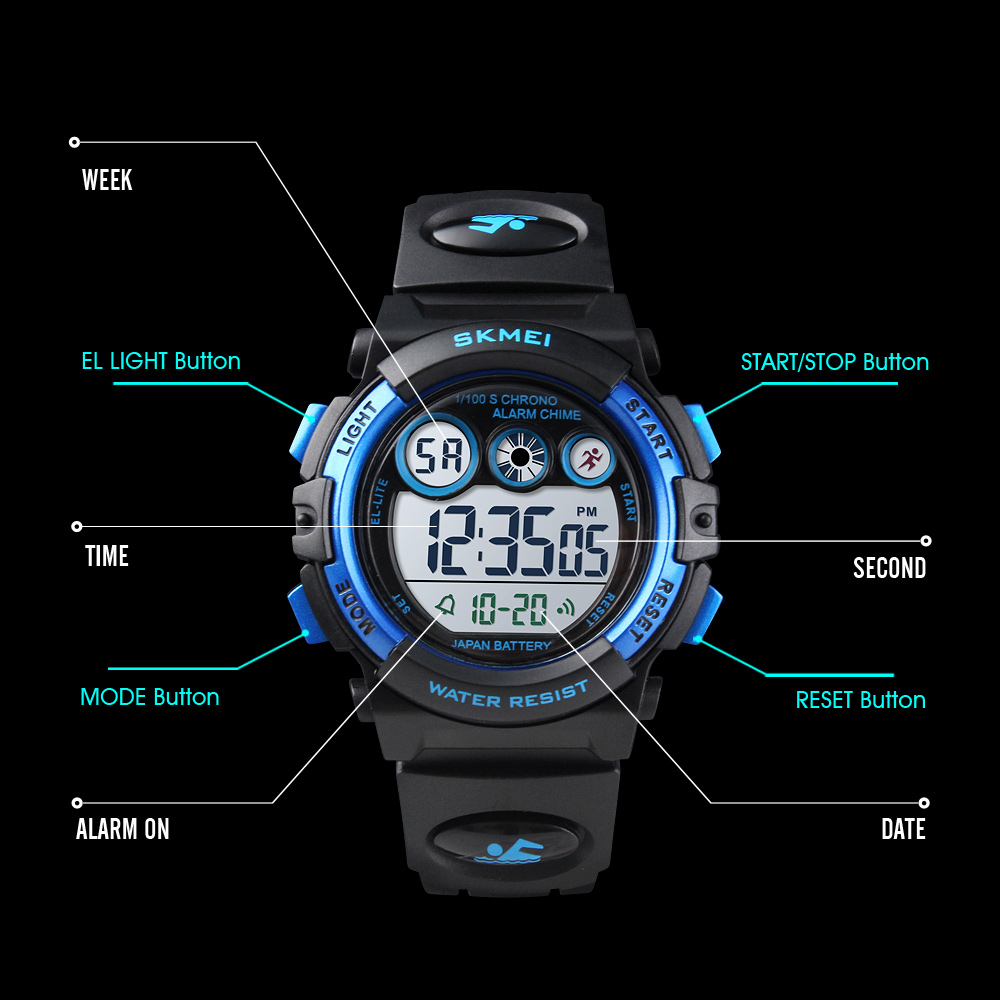 WEEK
SKMEI
EL LIGHT Button
START/STOP Button
1/100 S CHRONO
ALARM CHIME
LIGHT
START
SA
EL-LITE
START
PM
12:35 05
TIME
SECOND
10-20
MODE
SET
RESET
RESET
JAPAN BATTERY
MODE Button
RESET Button
WATER RESIST
ALARM ON
DATE